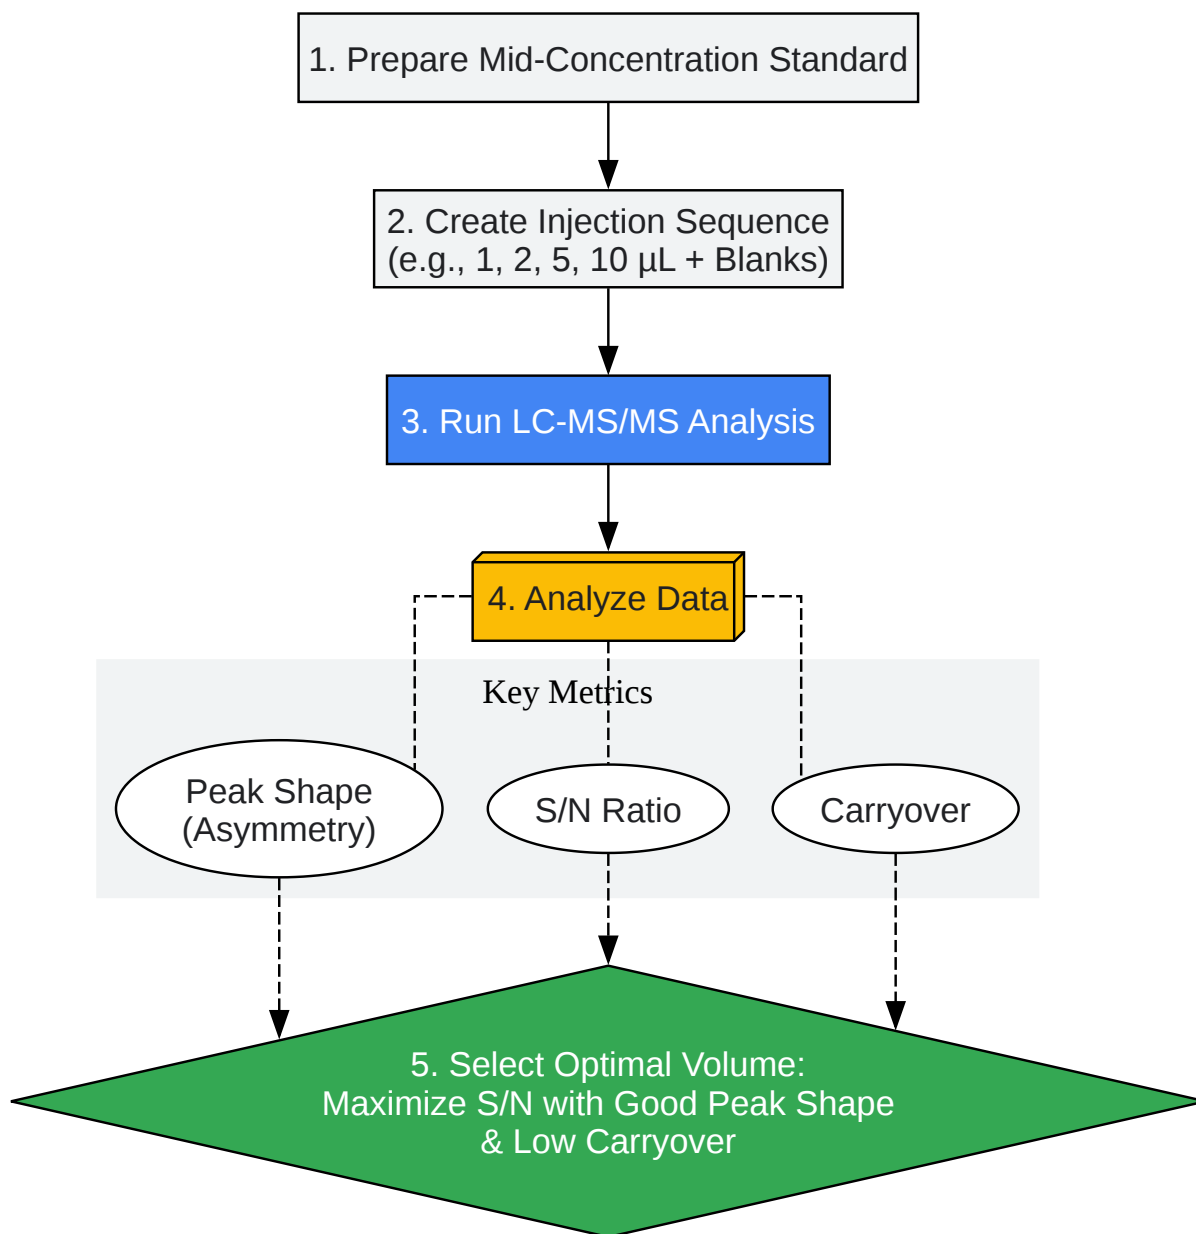 1. Prepare Mid-Concentration Standard
2. Create Injection Sequence
(e.g., 1, 2, 5, 10 µL + Blanks)
3. Run LC-MS/MS Analysis
4. Analyze Data
Key Metrics
Peak Shape
(Asymmetry)
S/N Ratio
Carryover
5. Select Optimal Volume:
Maximize S/N with Good Peak Shape
& Low Carryover